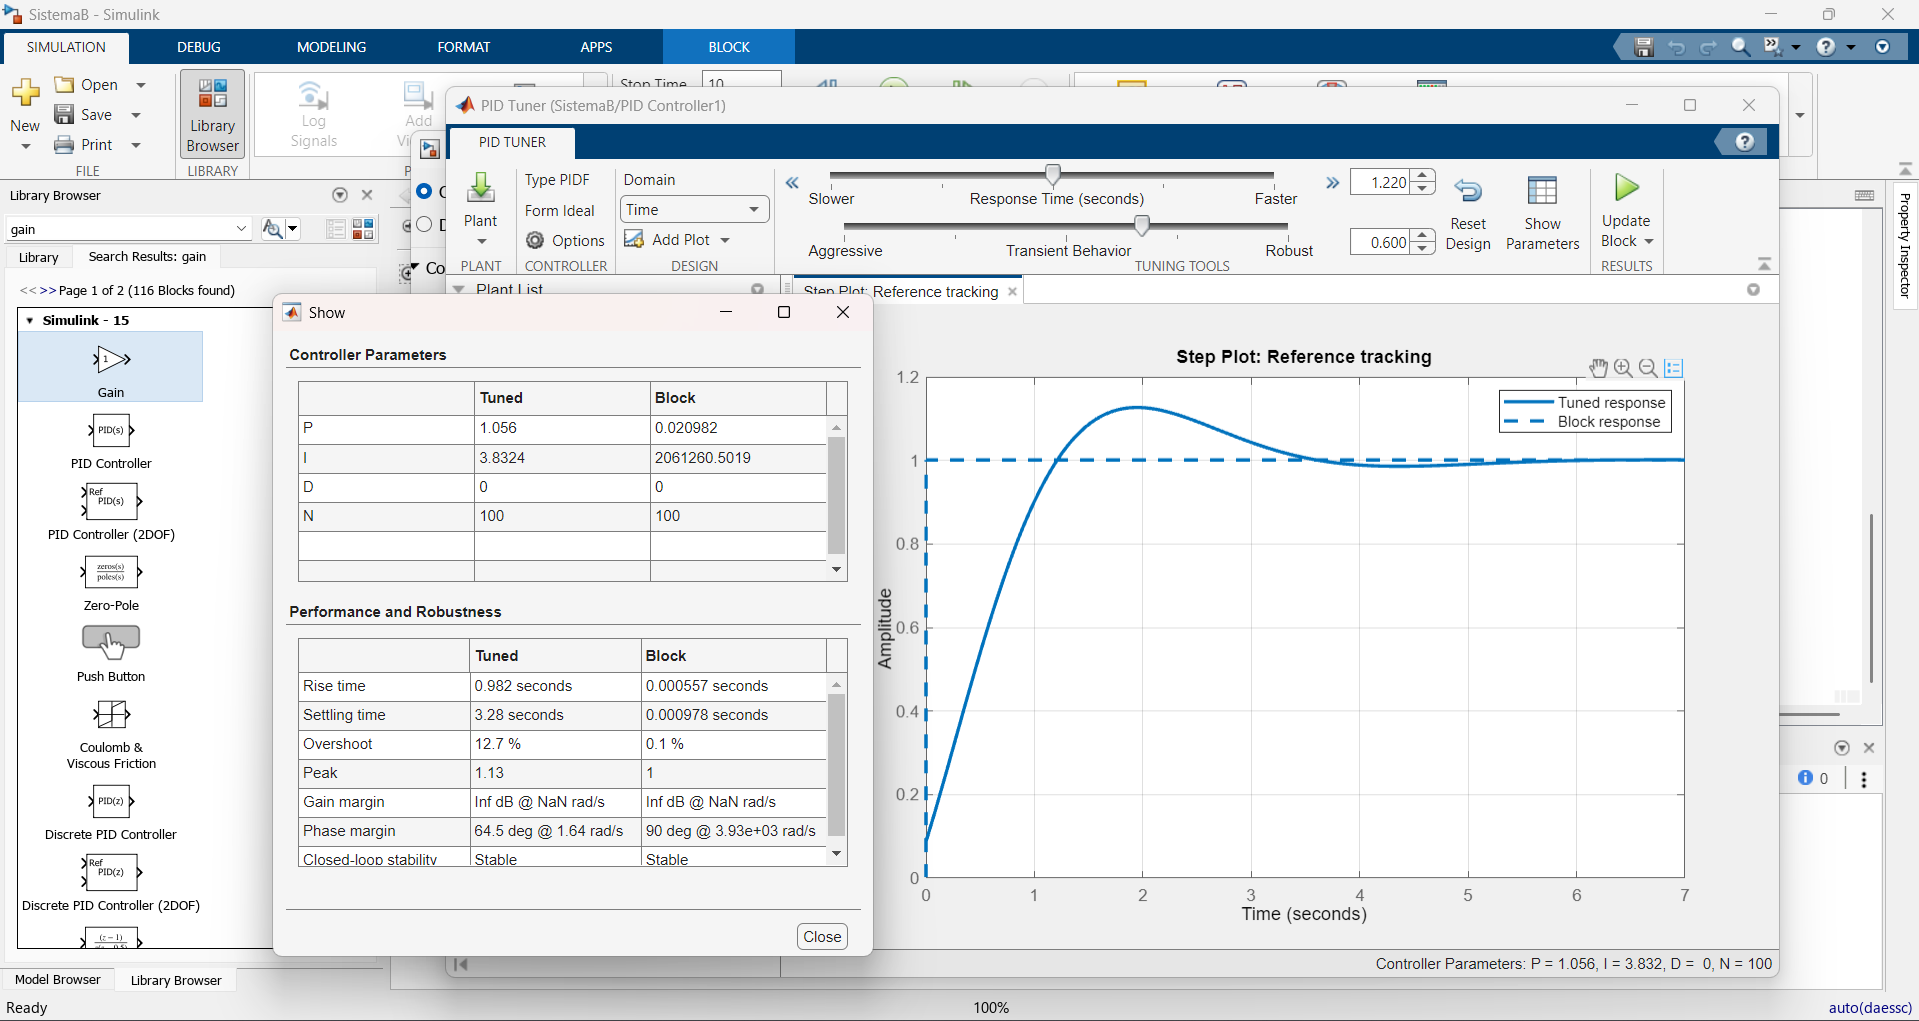 SistemaB - Simulink
SIMULATION DEBUG MODELING FORMAT APPS BLOCK
New
Open
Save
Print
FILE
Library
Browser
LIBRARY
Log
Signals
Add
Stop Time 10
PID Tuner (SistemaB/PID Controller1)
PID TUNER
Plant
PLANT
Type PIDF
Form Ideal
Options
CONTROLLER
Domain
Time
Add Plot
DESIGN
Slower Response Time (seconds) Faster
1.220
Aggressive Transient Behavior Robust
0.600
TUNING TOOLS
Reset
Design
Show
Parameters
Update
Block
RESULTS
Plant List
Step Plot: Reference tracking
Property Inspector
Library Browser
gain
Library Search Results: gain
<< >> Page 1 of 2 (116 Blocks found)
Simulink - 15
1
Gain
PID(s)
PID Controller
Ref
PID(s)
PID Controller (2DOF)
zeros(s)
poles(s)
Zero-Pole
Push Button
Coulomb &
Viscous Friction
PID(z)
Discrete PID Controller
Ref
PID(z)
Discrete PID Controller (2DOF)
(z-1)
Model Browser Library Browser
Co
Show
Controller Parameters
Tuned Block
P 1.056 0.020982
I 3.8324 2061260.5019
D 0 0
N 100 100
Performance and Robustness
Tuned Block
Rise time 0.982 seconds 0.000557 seconds
Settling time 3.28 seconds 0.000978 seconds
Overshoot 12.7 % 0.1 %
Peak 1.13 1
Gain margin Inf dB @ NaN rad/s Inf dB @ NaN rad/s
Phase margin 64.5 deg @ 1.64 rad/s 90 deg @ 3.93e+03 rad/s
Closed-loop stability Stable Stable
Close
Step Plot: Reference tracking
Tuned response
Block response
Amplitude
1.2
1
0.8
0.6
0.4
0.2
0
0 1 2 3 4 5 6 7
Time (seconds)
Controller Parameters: P = 1.056, I = 3.832, D = 0, N = 100
0
Ready 100% auto(daessc)